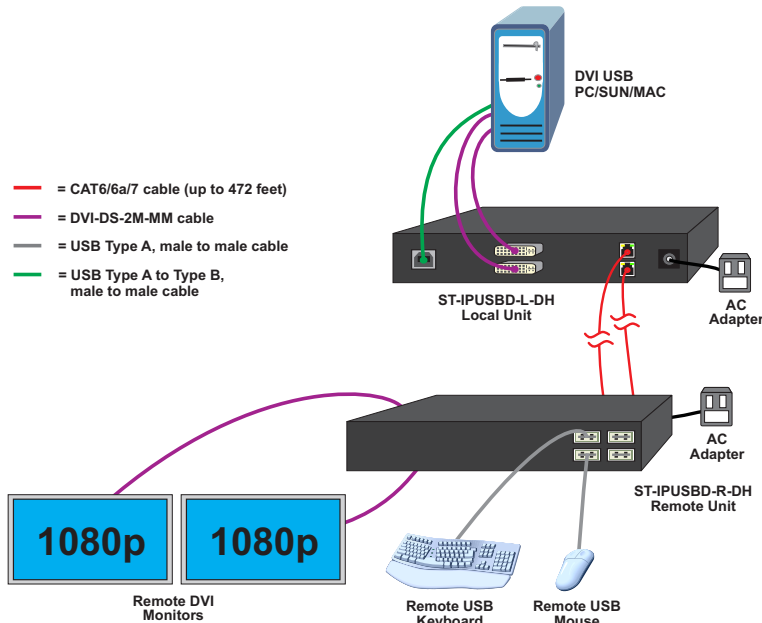 DVI USB
PC/SUN/MAC
= CAT6/6a/7 cable (up to 472 feet)
= DVI-DS-2M-MM cable
= USB Type A, male to male cable
= USB Type A to Type B,
male to male cable
ST-IPUSBD-L-DH
Local Unit
AC
Adapter
AC
Adapter
ST-IPUSBD-R-DH
Remote Unit
1080p
1080p
Remote DVI
Monitors
Remote USB
Keyboard
Remote USB
Mouse